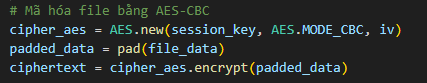 # Mã hóa file bằng AES-CBC
cipher_aes = AES.new(session_key, AES.MODE_CBC, iv)
padded_data = pad(file_data)
ciphertext = cipher_aes.encrypt(padded_data)